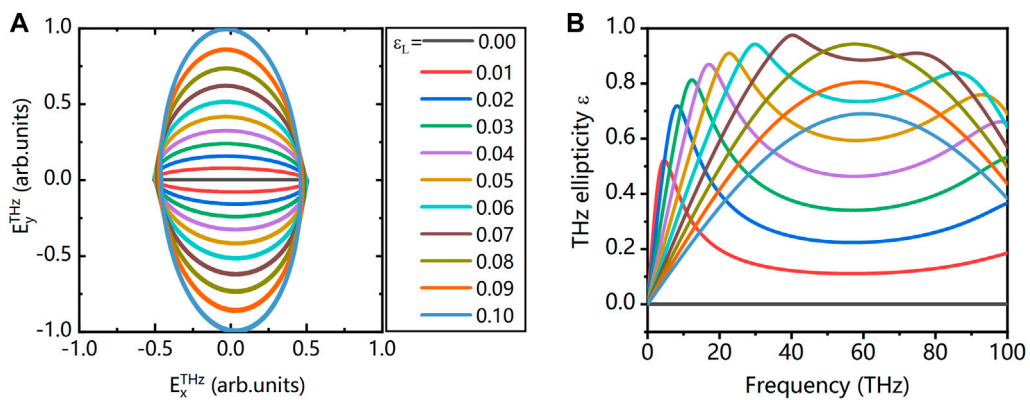 A
E_y^THz (arb.units)
1.0
0.5
0.0
-0.5
-1.0
-1.0 -0.5 0.0 0.5 1.0
E_x^THz (arb.units)
ε_L= 0.00
0.01
0.02
0.03
0.04
0.05
0.06
0.07
0.08
0.09
0.10
B
THz ellipticity ε
1.0
0.8
0.6
0.4
0.2
0.0
0 20 40 60 80 100
Frequency (THz)